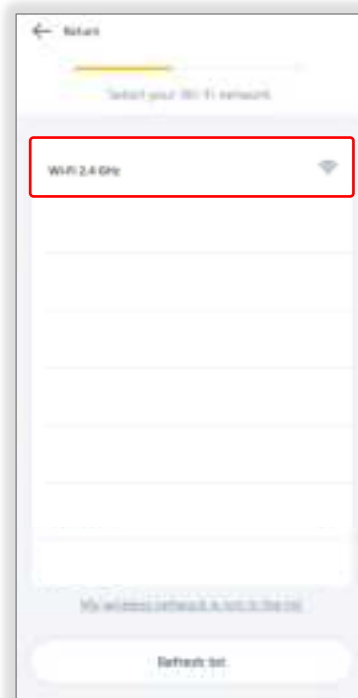 Return
Select your Wi-Fi network
Wi-Fi 2.4 GHz
My wireless network is not in the list
Refresh list